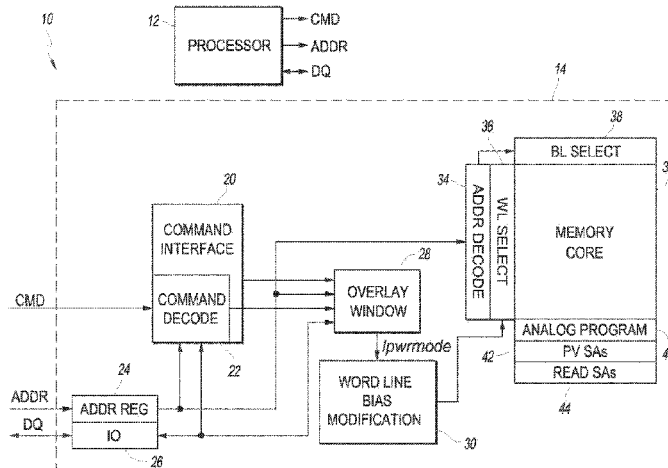 10
12
PROCESSOR
CMD
ADDR
DQ
14
38
BL SELECT
36
34
ADDR DECODE
WL SELECT
MEMORY
CORE
20
COMMAND
INTERFACE
COMMAND
DECODE
22
28
OVERLAY
WINDOW
lpwrmode
WORD LINE
BIAS
MODIFICATION
30
CMD
ADDR
DQ
24
ADDR REG
IO
26
ANALOG PROGRAM
42
PV SAs
READ SAs
44